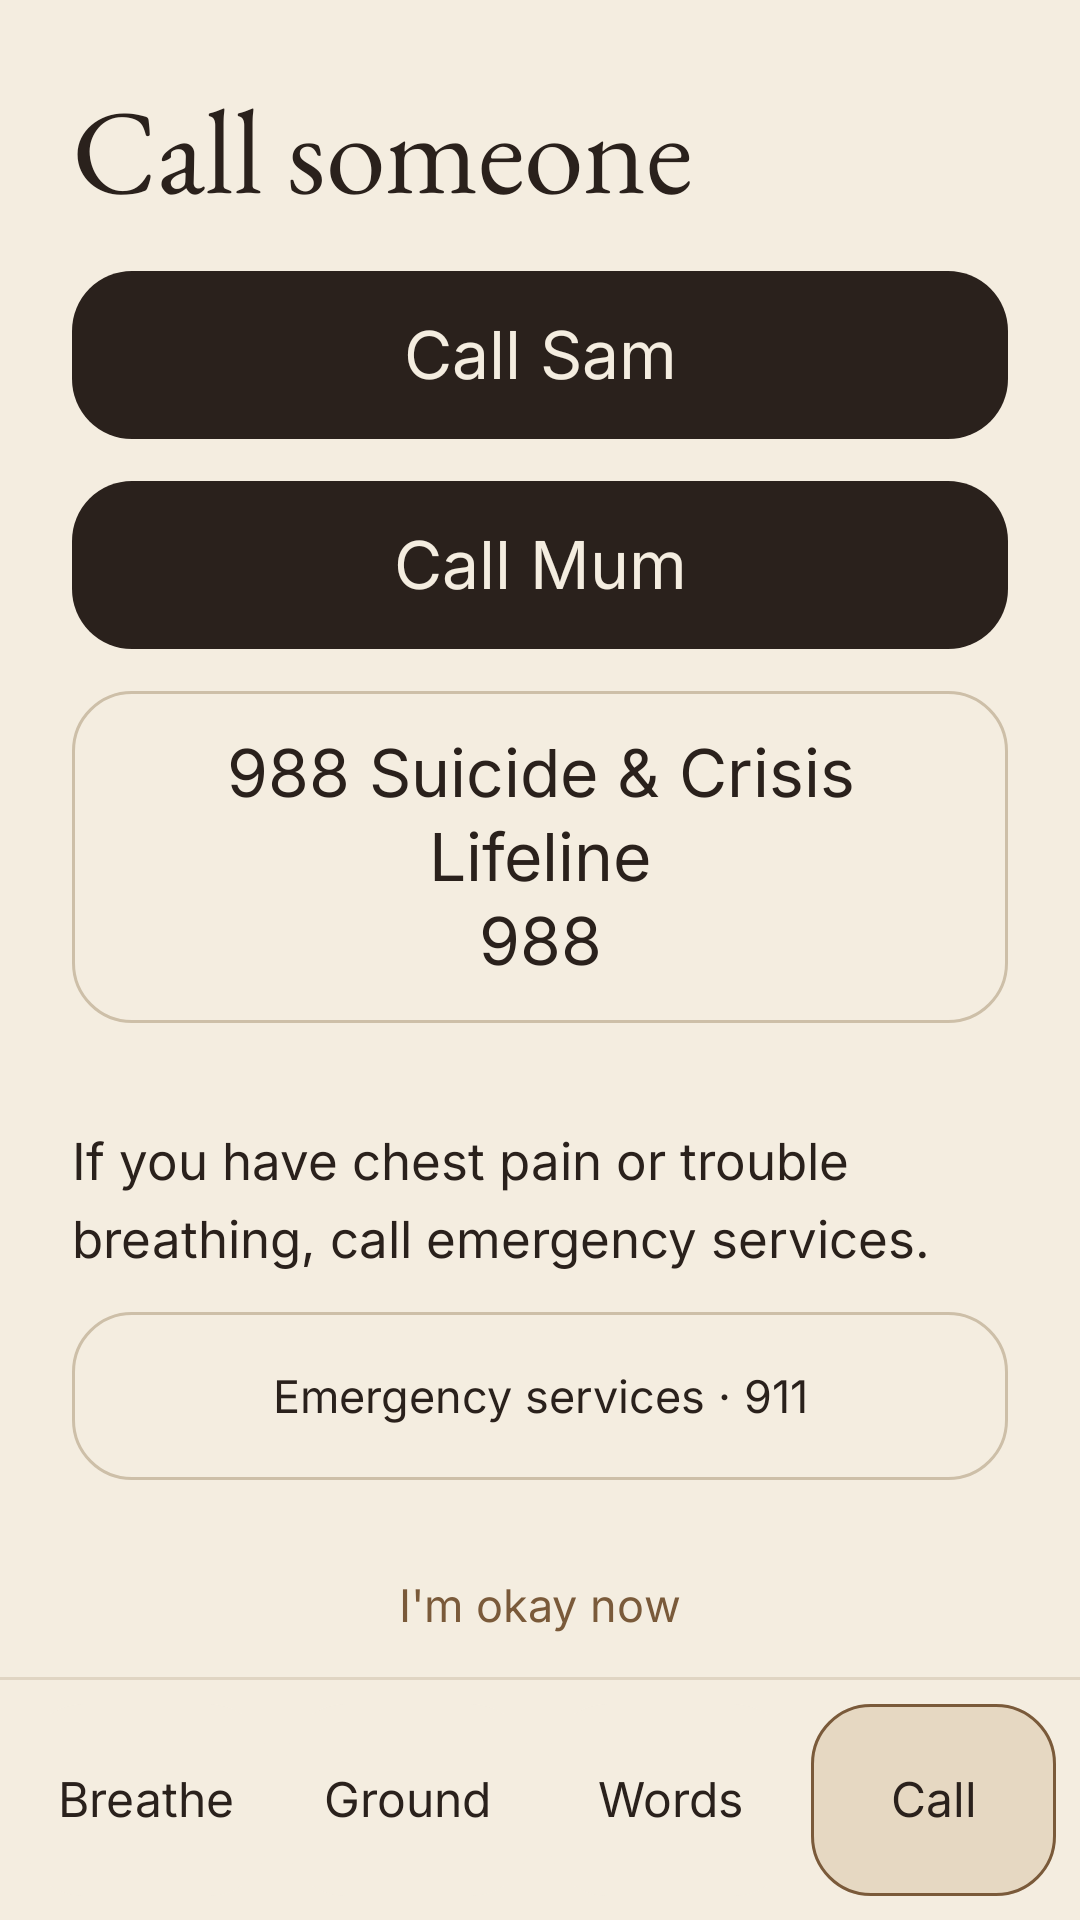 Call someone
Call Sam
Call Mum
988 Suicide & Crisis
Lifeline
988
If you have chest pain or trouble
breathing, call emergency services.
Emergency services · 911
I'm okay now
Breathe
Ground
Words
Call